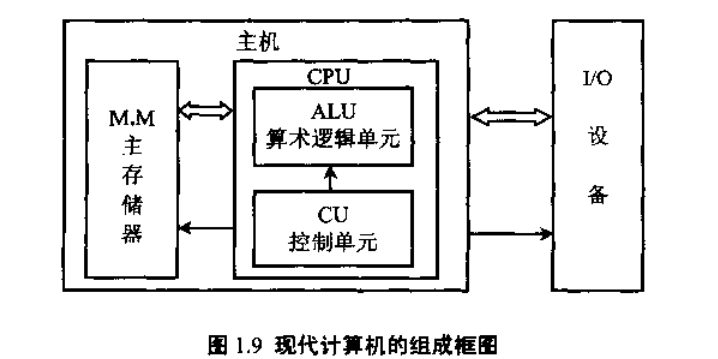 主机
M.M
主
存
储
器
CPU
ALU
算术逻辑单元
CU
控制单元
I/O
设
备
图 1.9 现代计算机的组成框图